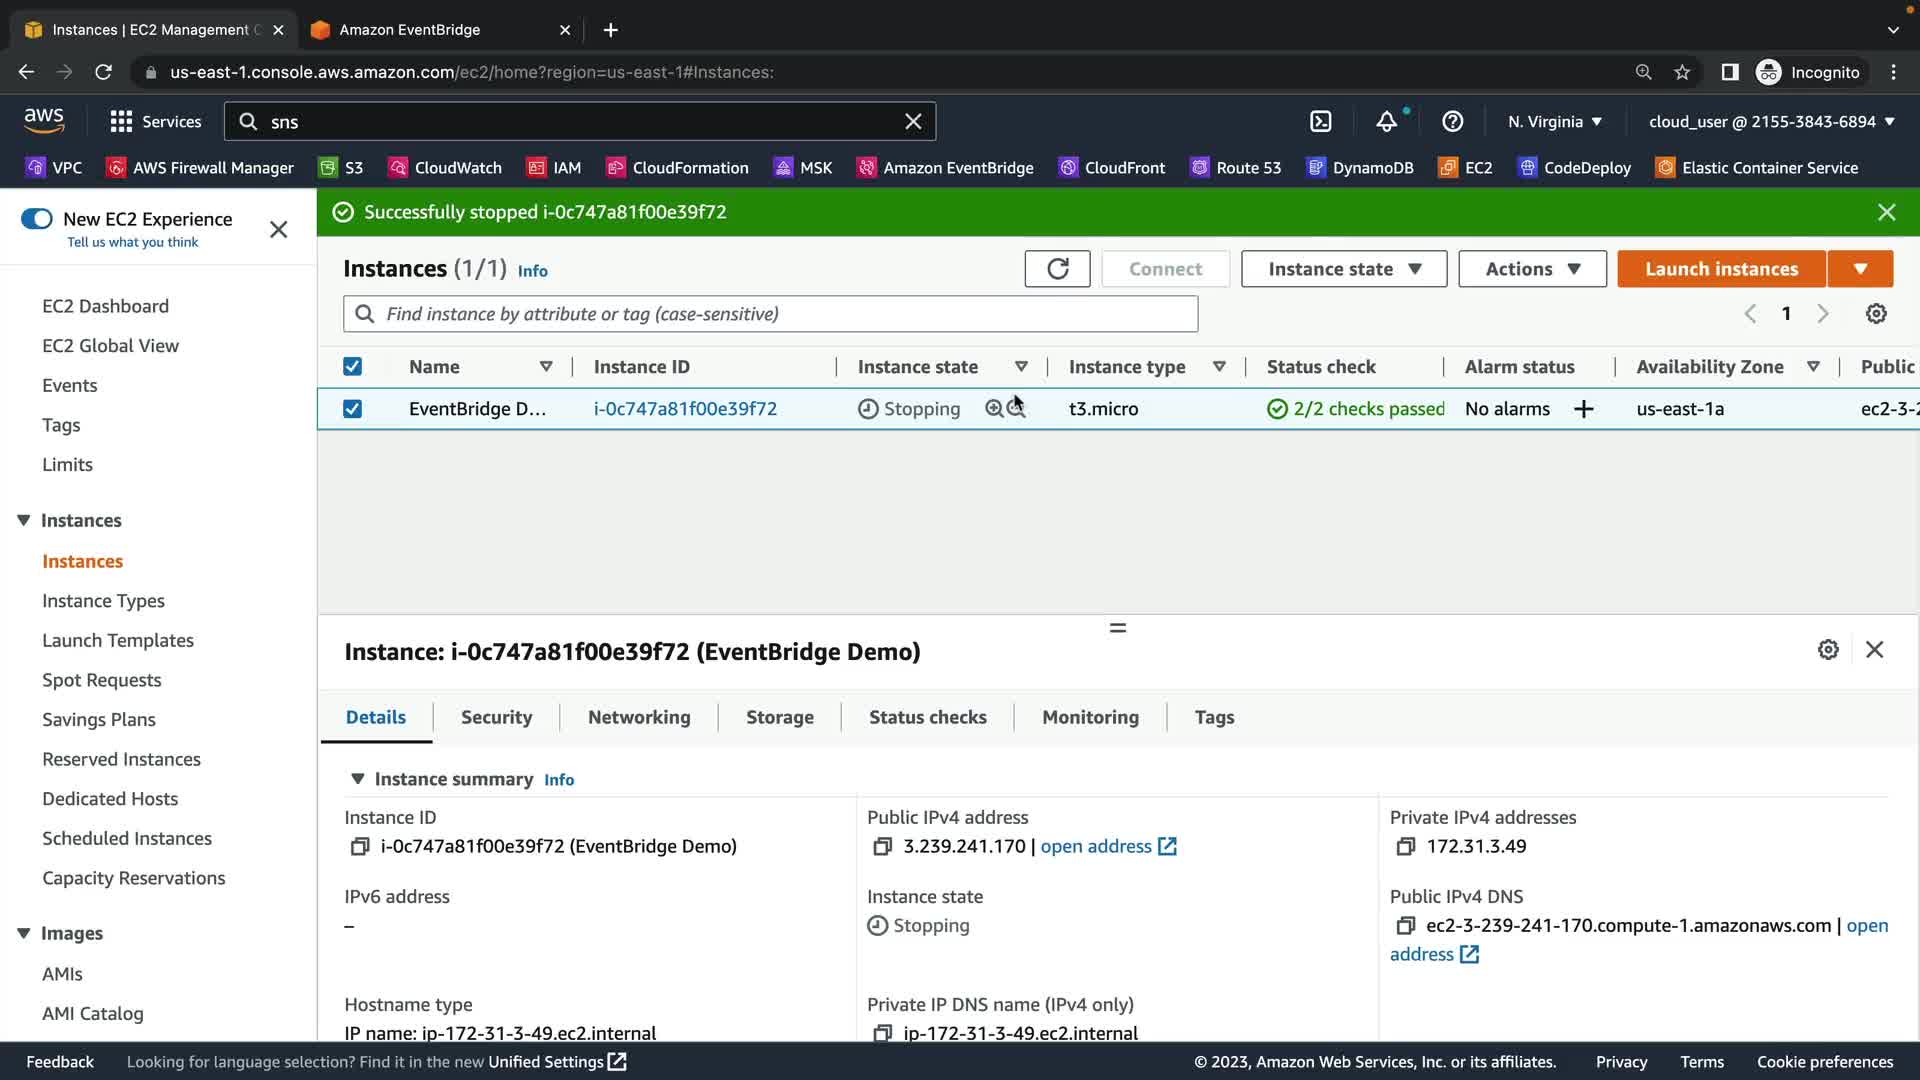 Instances | EC2 Management C
Amazon EventBridge
us-east-1.console.aws.amazon.com/ec2/home?region=us-east-1#Instances:
Incognito
aws
Services
sns
N. Virginia
cloud_user @ 2155-3843-6894
VPC
AWS Firewall Manager
S3
CloudWatch
IAM
CloudFormation
MSK
Amazon EventBridge
CloudFront
Route 53
DynamoDB
EC2
CodeDeploy
Elastic Container Service
New EC2 Experience
Tell us what you think
EC2 Dashboard
EC2 Global View
Events
Tags
Limits
Instances
Instances
Instance Types
Launch Templates
Spot Requests
Savings Plans
Reserved Instances
Dedicated Hosts
Scheduled Instances
Capacity Reservations
Images
AMIs
AMI Catalog
Successfully stopped i-0c747a81f00e39f72
Instances (1/1) Info
Connect
Instance state
Actions
Launch instances
Find instance by attribute or tag (case-sensitive)
1
Name
Instance ID
Instance state
Instance type
Status check
Alarm status
Availability Zone
Public
EventBridge D...
i-0c747a81f00e39f72
Stopping
t3.micro
2/2 checks passed
No alarms
us-east-1a
ec2-3-2
Instance: i-0c747a81f00e39f72 (EventBridge Demo)
Details
Security
Networking
Storage
Status checks
Monitoring
Tags
Instance summary Info
Instance ID
i-0c747a81f00e39f72 (EventBridge Demo)
Public IPv4 address
3.239.241.170 | open address
Private IPv4 addresses
172.31.3.49
IPv6 address
–
Instance state
Stopping
Public IPv4 DNS
ec2-3-239-241-170.compute-1.amazonaws.com | open
address
Hostname type
IP name: ip-172-31-3-49.ec2.internal
Private IP DNS name (IPv4 only)
ip-172-31-3-49.ec2.internal
Feedback
Looking for language selection? Find it in the new Unified Settings
© 2023, Amazon Web Services, Inc. or its affiliates.
Privacy
Terms
Cookie preferences